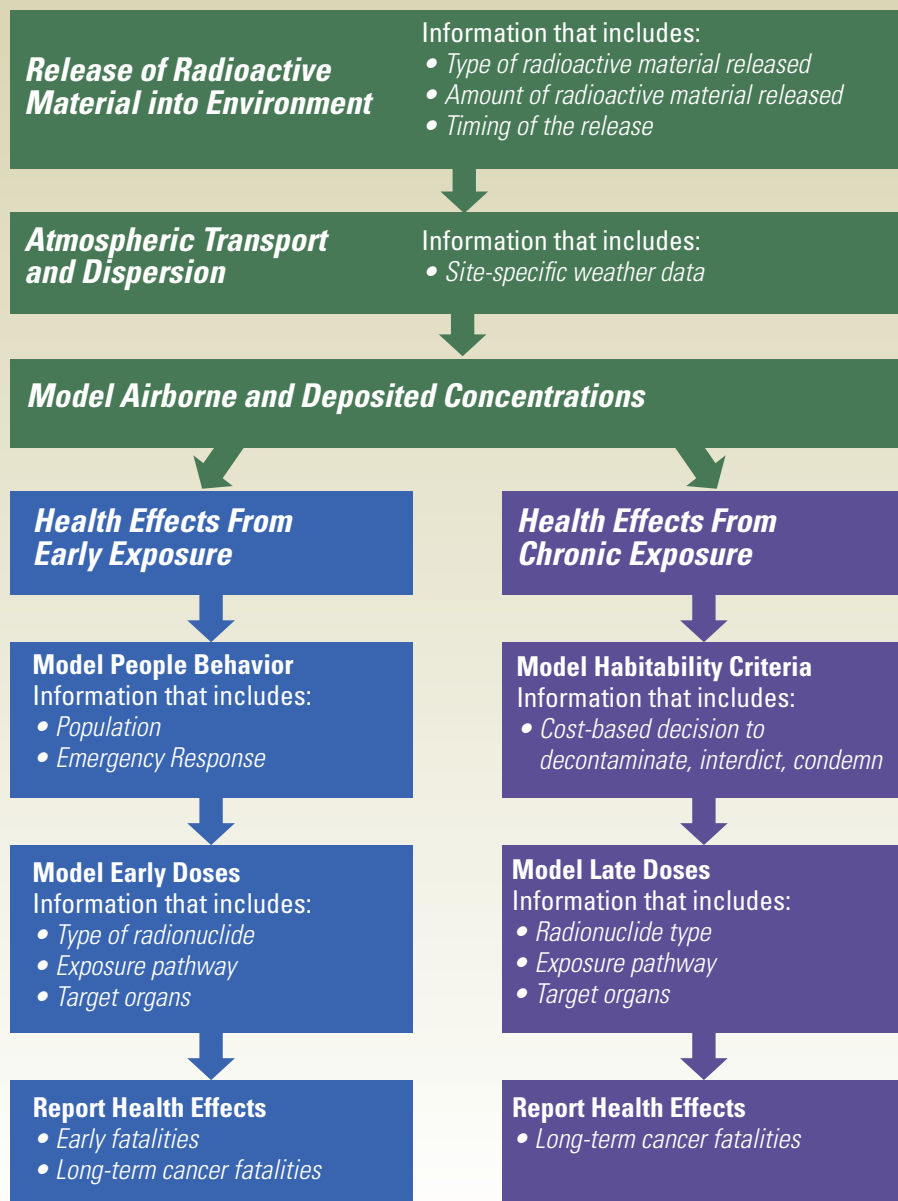 Release of Radioactive
Material into Environment
Information that includes:
• Type of radioactive material released
• Amount of radioactive material released
• Timing of the release
Atmospheric Transport
and Dispersion
Information that includes:
• Site-specific weather data
Model Airborne and Deposited Concentrations
Health Effects From
Early Exposure
Model People Behavior
Information that includes:
• Population
• Emergency Response
Model Early Doses
Information that includes:
• Type of radionuclide
• Exposure pathway
• Target organs
Report Health Effects
• Early fatalities
• Long-term cancer fatalities
Health Effects From
Chronic Exposure
Model Habitability Criteria
Information that includes:
• Cost-based decision to
decontaminate, interdict, condemn
Model Late Doses
Information that includes:
• Radionuclide type
• Exposure pathway
• Target organs
Report Health Effects
• Long-term cancer fatalities